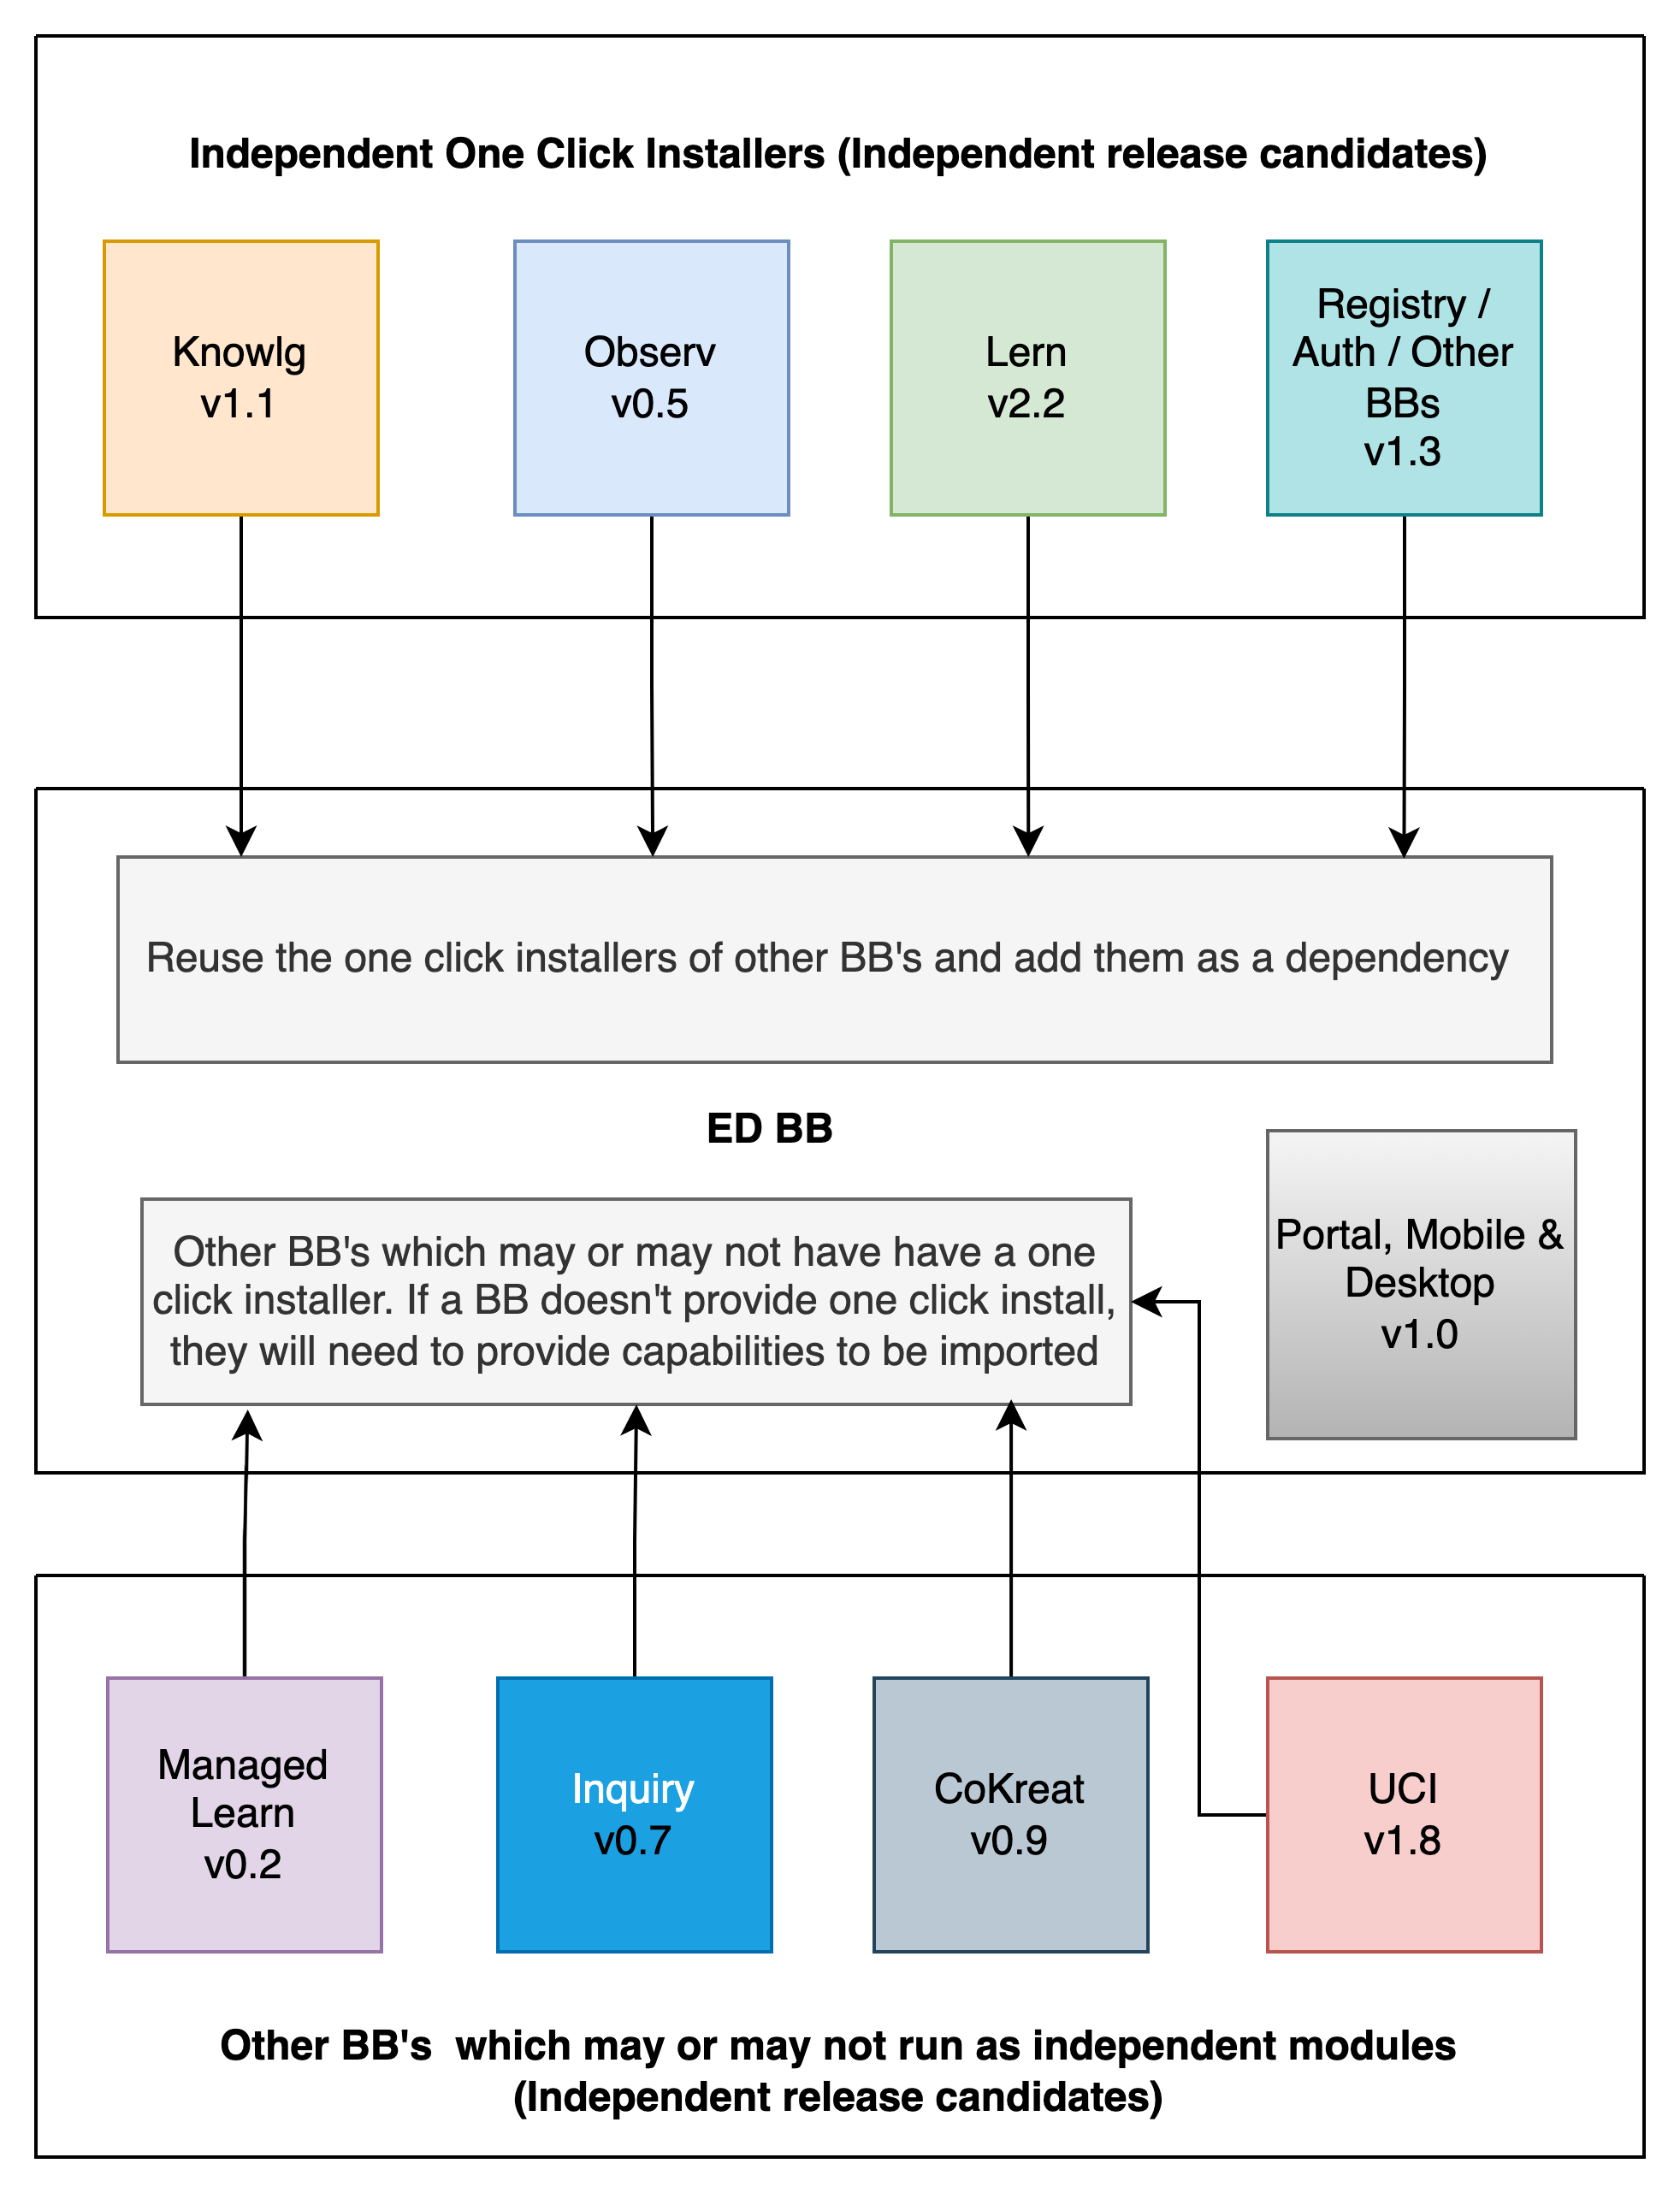 Independent One Click Installers (Independent release candidates)
Knowlg
v1.1
Observ
v0.5
Lern
v2.2
Registry /
Auth / Other
BBs
v1.3
Reuse the one click installers of other BB's and add them as a dependency
ED BB
Other BB's which may or may not have have a one
click installer. If a BB doesn't provide one click install,
they will need to provide capabilities to be imported
Portal, Mobile &
Desktop
v1.0
Managed
Learn
v0.2
Inquiry
v0.7
CoKreat
v0.9
UCI
v1.8
Other BB's  which may or may not run as independent modules
(Independent release candidates)